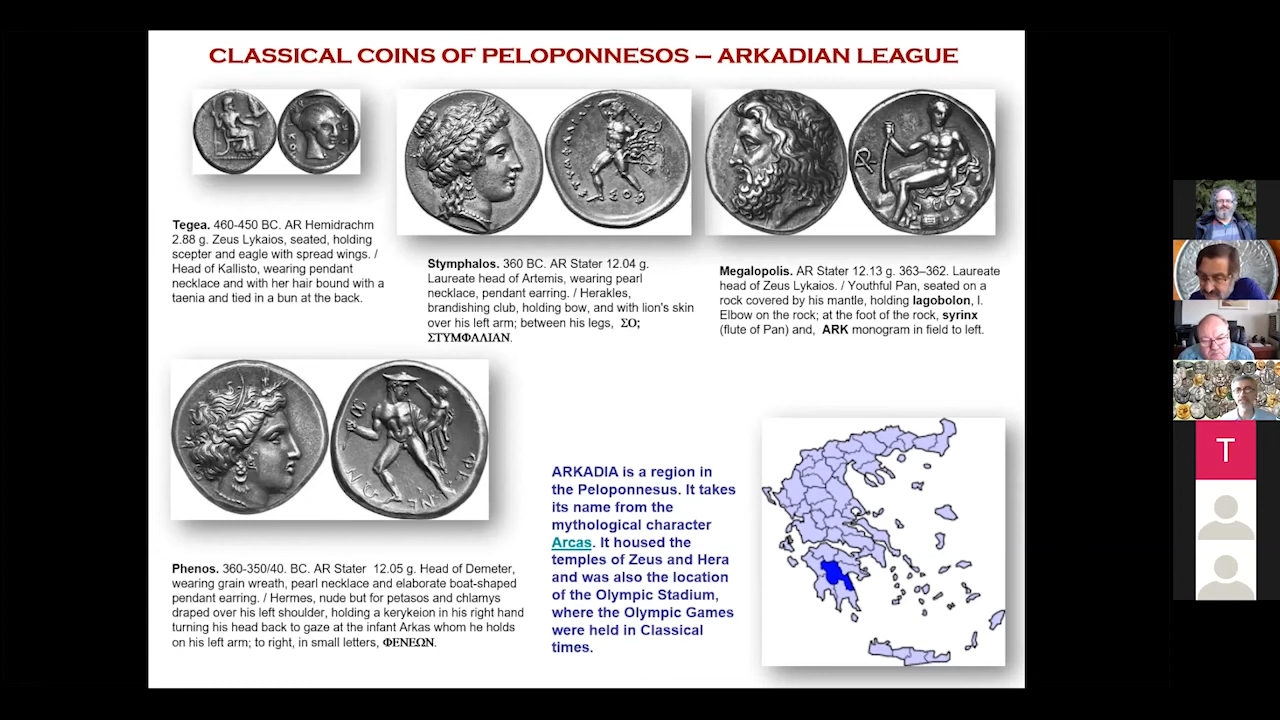 CLASSICAL COINS OF PELOPONNESOS – ARKADIAN LEAGUE
Tegea. 460-450 BC. AR Hemidrachm
2.88 g. Zeus Lykaios, seated, holding
scepter and eagle with spread wings. /
Head of Kallisto, wearing pendant
necklace and with her hair bound with a
taenia and tied in a bun at the back.
Stymphalos. 360 BC. AR Stater 12.04 g.
Laureate head of Artemis, wearing pearl
necklace, pendant earring. / Herakles,
brandishing club, holding bow, and with lion's skin
over his left arm; between his legs, ΣΟ;
ΣΤΥΜΦΑΛΙΑΝ.
Megalopolis. AR Stater 12.13 g. 363–362. Laureate
head of Zeus Lykaios. / Youthful Pan, seated on a
rock covered by his mantle, holding lagobolon, l.
Elbow on the rock; at the foot of the rock, syrinx
(flute of Pan) and, ARK monogram in field to left.
Phenos. 360-350/40. BC. AR Stater 12.05 g. Head of Demeter,
wearing grain wreath, pearl necklace and elaborate boat-shaped
pendant earring. / Hermes, nude but for petasos and chlamys
draped over his left shoulder, holding a kerykeion in his right hand
turning his head back to gaze at the infant Arkas whom he holds
on his left arm; to right, in small letters, ΦΕΝΕΩΝ.
ARKADIA is a region in
the Peloponnesus. It takes
its name from the
mythological character
Arcas. It housed the
temples of Zeus and Hera
and was also the location
of the Olympic Stadium,
where the Olympic Games
were held in Classical
times.
T